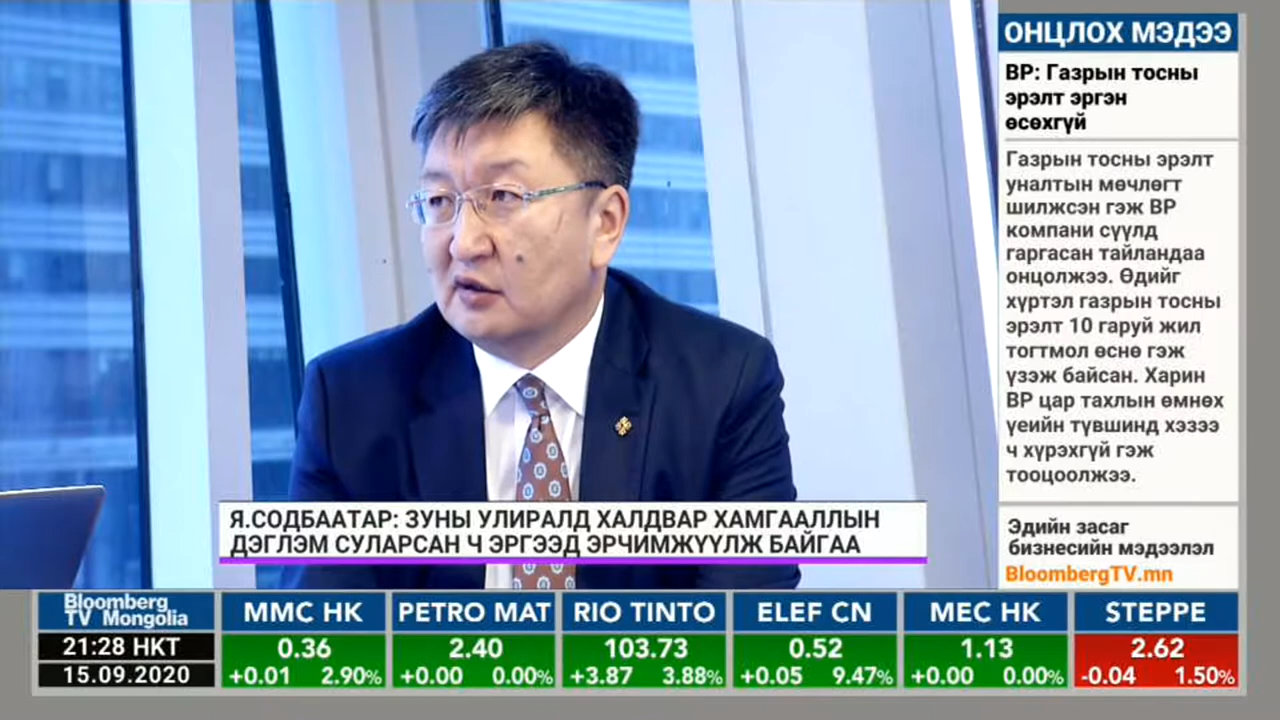 ОНЦЛОХ МЭДЭЭ
BP: Газрын тосны
эрэлт эргэн
өсөхгүй
Газрын тосны эрэлт
уналтын мөчлөгт
шилжсэн гэж BP
компани сүүлд
гаргасан тайландаа
онцолжээ. Өдийг
хүртэл газрын тосны
эрэлт 10 гаруй жил
тогтмол өснө гэж
үзэж байсан. Харин
BP цар тахлын өмнөх
үеийн түвшинд хэзээ
ч хүрэхгүй гэж
тооцоолжээ.
Эдийн засаг
бизнесийн мэдээлэл
BloombergTV.mn
Я.СОДБААТАР: ЗУНЫ УЛИРАЛД ХАЛДВАР ХАМГААЛЛЫН
ДЭГЛЭМ СУЛАРСАН Ч ЭРГЭЭД ЭРЧИМЖҮҮЛЖ БАЙГАА
Bloomberg
TV Mongolia
21:28 HKT
15.09.2020
MMC HK
0.36
+0.01 2.90%
PETRO MAT
2.40
+0.00 0.00%
RIO TINTO
103.73
+3.87 3.88%
ELEF CN
0.52
+0.05 9.47%
MEC HK
1.13
+0.00 0.00%
STEPPE
2.62
-0.04 1.50%